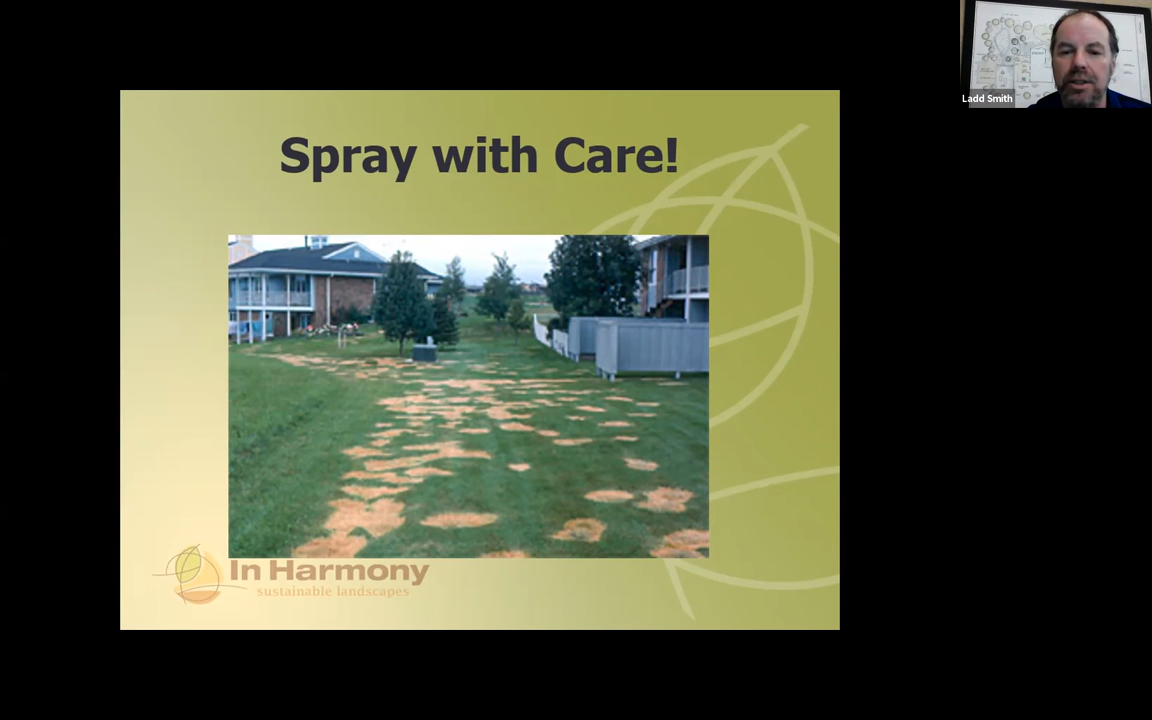 Spray with Care!
Ladd Smith
In Harmony
sustainable landscapes